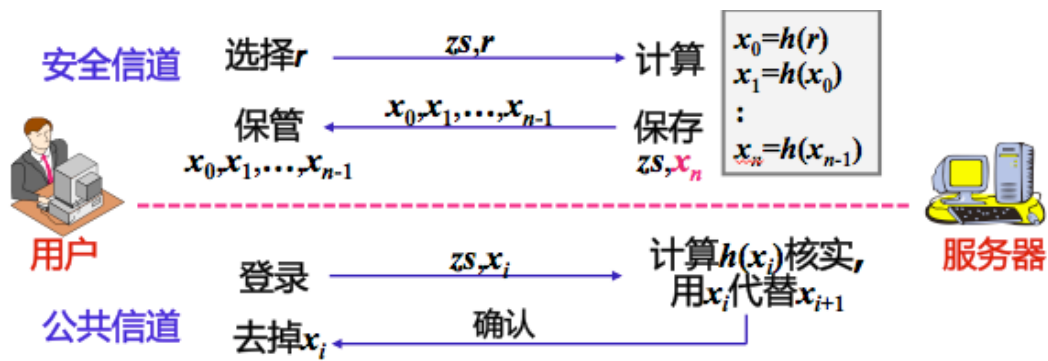 安全信道
选择r
zs,r
计算
x₀=h(r)
x₁=h(x₀)
:
xₙ=h(xₙ₋₁)
保管
x₀,x₁,…,xₙ₋₁
x₀,x₁,…,xₙ₋₁
保存
zs,xₙ
用户
服务器
公共信道
登录
zs,xᵢ
计算h(xᵢ)核实,
用xᵢ代替xᵢ₊₁
去掉xᵢ
确认